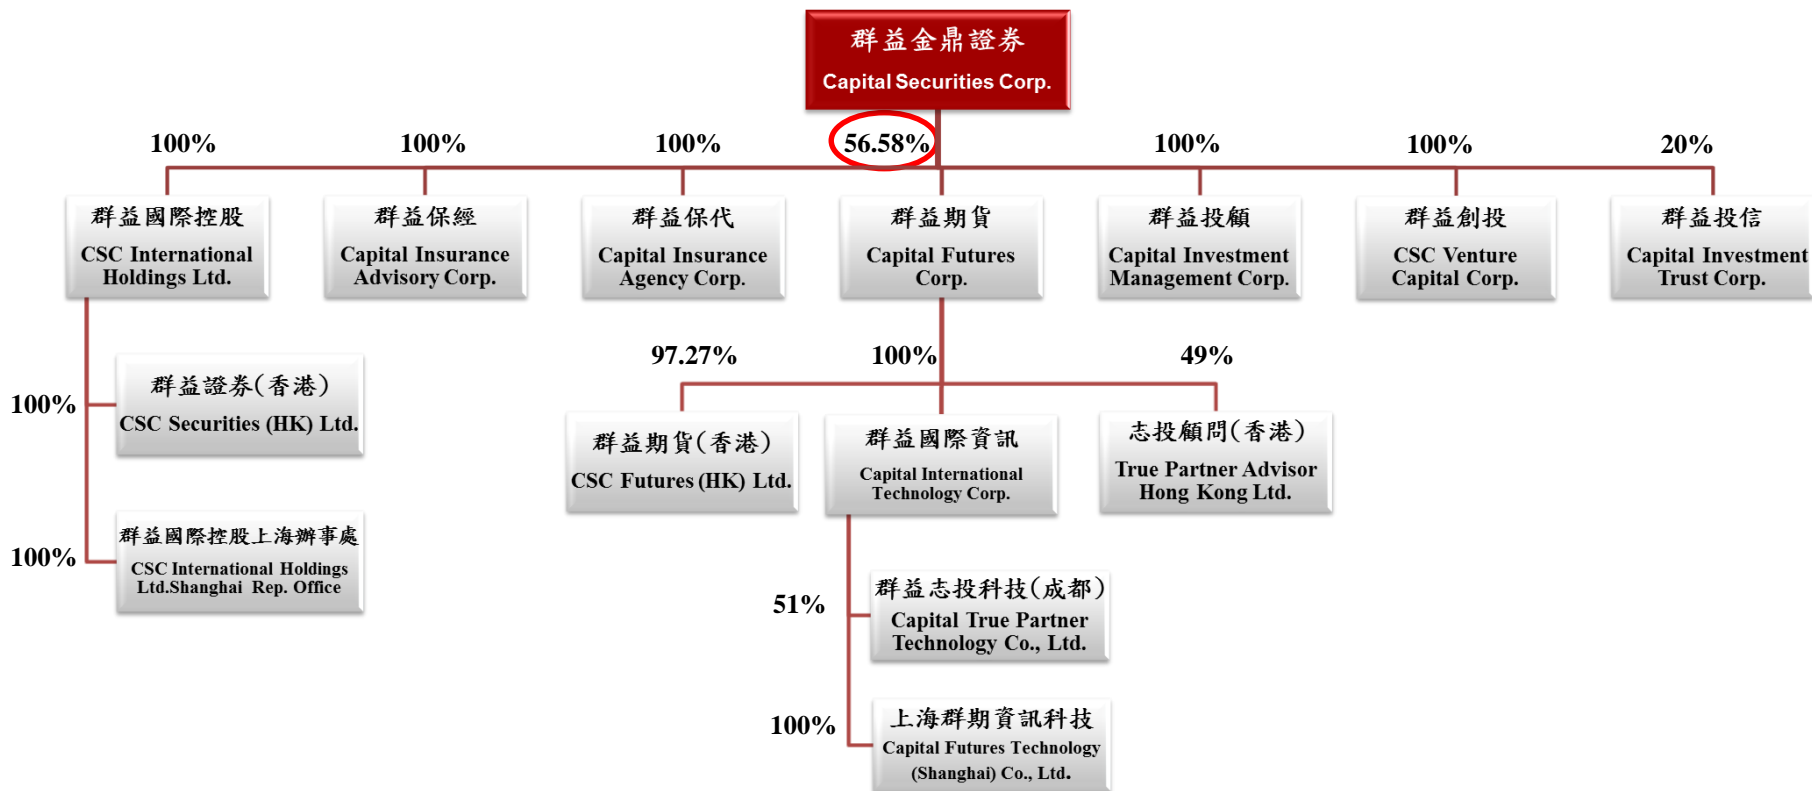 群益金鼎證券
Capital Securities Corp.
100%
100%
100%
56.58%
100%
100%
20%
群益國際控股
CSC International
Holdings Ltd.
群益保經
Capital Insurance
Advisory Corp.
群益保代
Capital Insurance
Agency Corp.
群益期貨
Capital Futures
Corp.
群益投顧
Capital Investment
Management Corp.
群益創投
CSC Venture
Capital Corp.
群益投信
Capital Investment
Trust Corp.
100%
群益證券(香港)
CSC Securities (HK) Ltd.
100%
群益國際控股上海辦事處
CSC International Holdings
Ltd.Shanghai Rep. Office
97.27%
100%
49%
群益期貨(香港)
CSC Futures (HK) Ltd.
群益國際資訊
Capital International
Technology Corp.
志投顧問(香港)
True Partner Advisor
Hong Kong Ltd.
51%
群益志投科技(成都)
Capital True Partner
Technology Co., Ltd.
100%
上海群期資訊科技
Capital Futures Technology
(Shanghai) Co., Ltd.